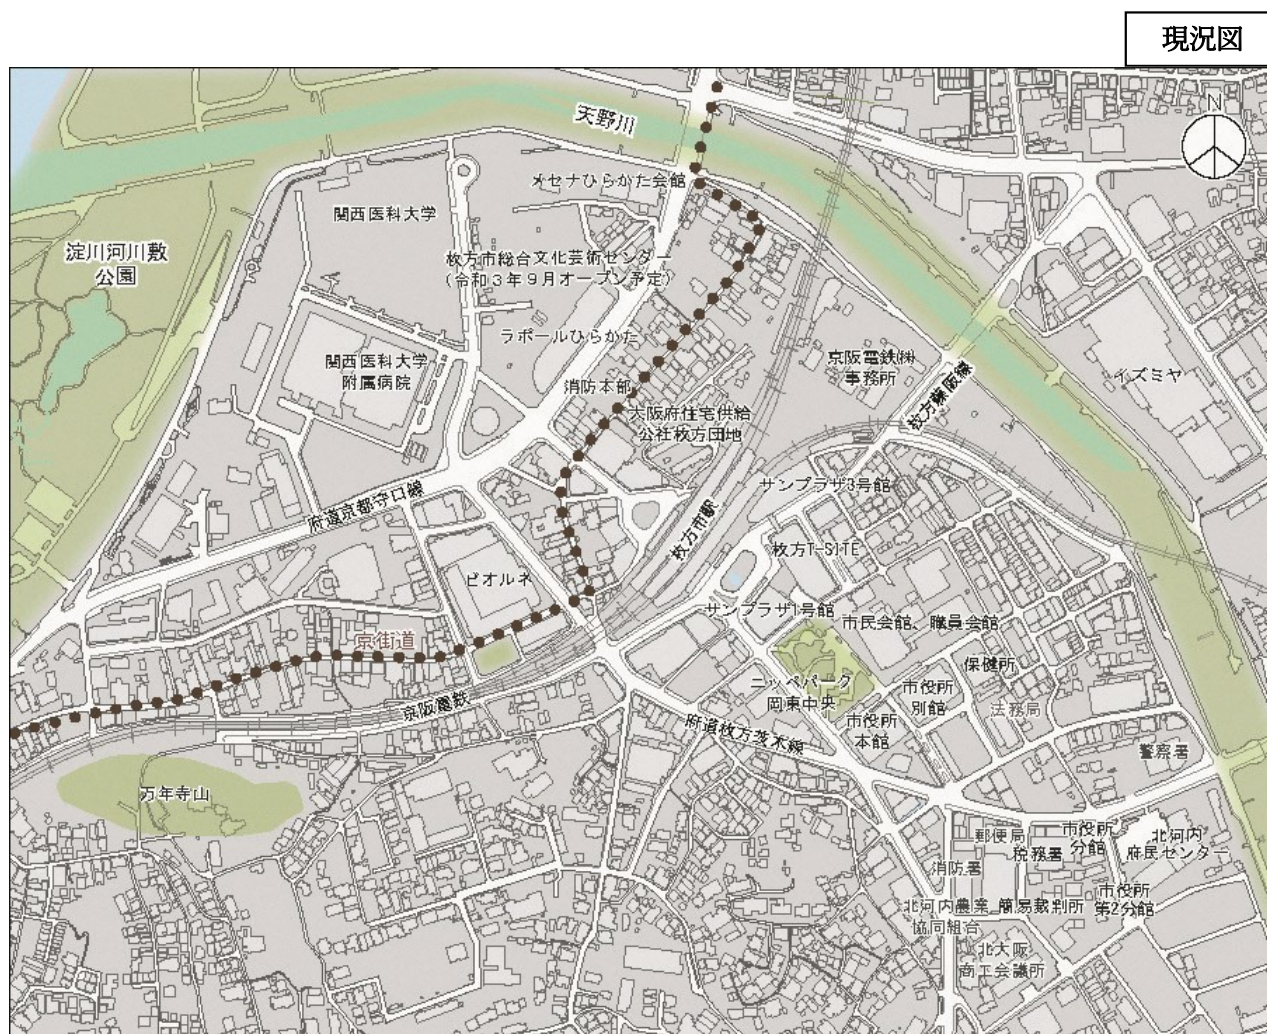 現況図
N
天野川
メセナひらかた会館
関西医科大学
淀川河川敷
公園
枚方市総合文化芸術センター
(令和3年9月オープン予定)
ラポールひらかた
関西医科大学
附属病院
京阪電鉄㈱
事務所
イズミヤ
消防本部
枚方藤阪線
大阪府住宅供給
公社枚方団地
サンプラザ3号館
府道京都守口線
枚方市駅
枚方T-SITE
ビオルネ
サンプラザ1号館
市民会館、職員会館
京街道
保健所
ニッペパーク
岡東中央
市役所
別館
法務局
京阪電鉄
府道枚方茨木線
市役所
本館
警察署
万年寺山
郵便局
税務署
市役所
分館
北河内
府民センター
消防署
北河内農業
協同組合
簡易裁判所
市役所
第2分館
北大阪
商工会議所